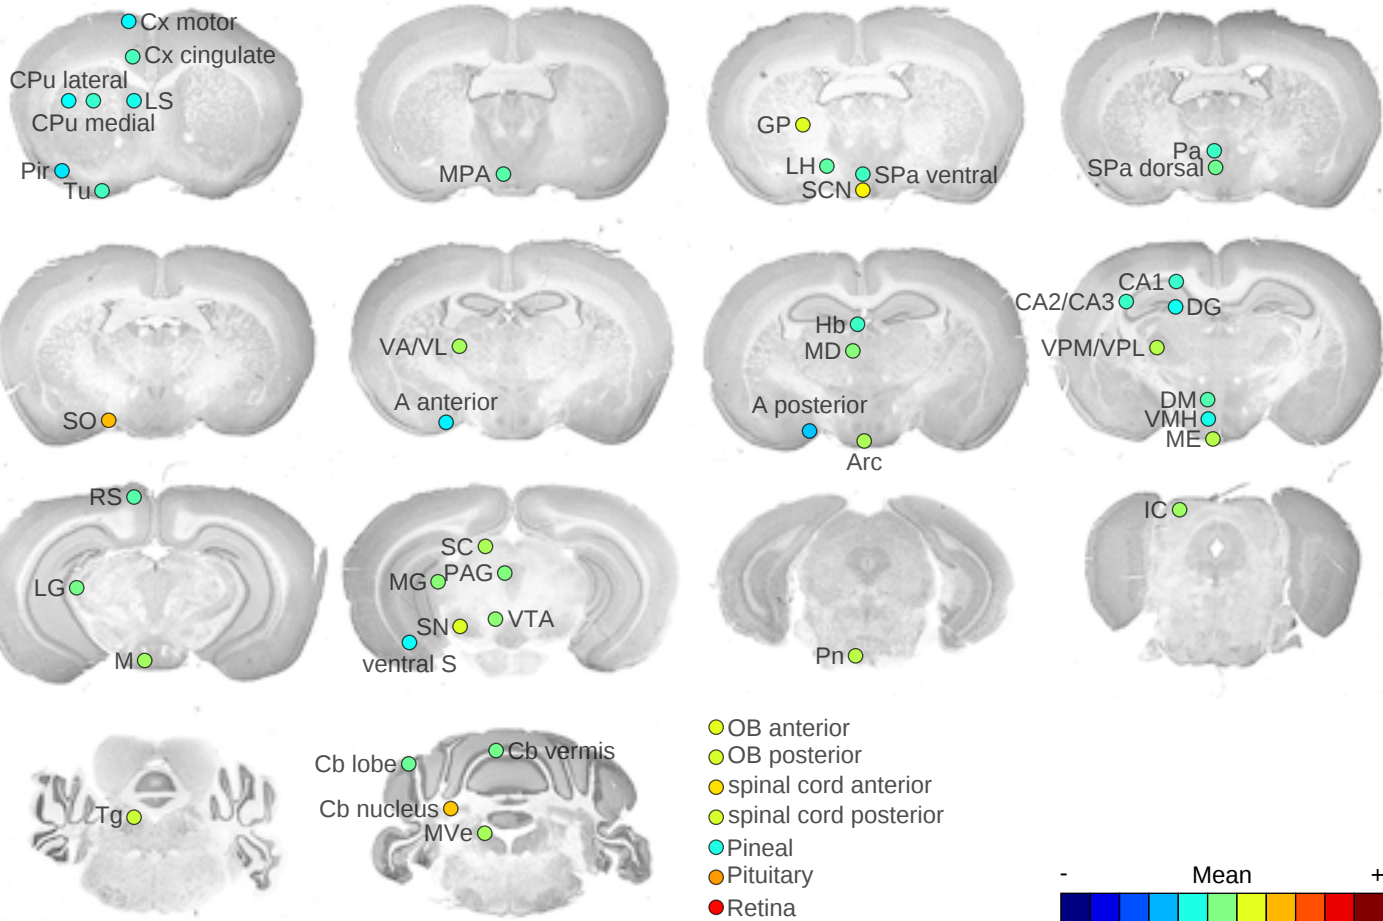 Cx motor
Cx cingulate
CPu lateral
LS
CPu medial
Pir
Tu
MPA
GP
LH
SPa ventral
SCN
Pa
SPa dorsal
SO
VA/VL
A anterior
Hb
MD
A posterior
Arc
CA1
CA2/CA3
DG
VPM/VPL
DM
VMH
ME
RS
LG
M
SC
MG
PAG
SN
VTA
ventral S
Pn
IC
Tg
Cb lobe
Cb vermis
Cb nucleus
MVe
OB anterior
OB posterior
spinal cord anterior
spinal cord posterior
Pineal
Pituitary
Retina
- Mean +